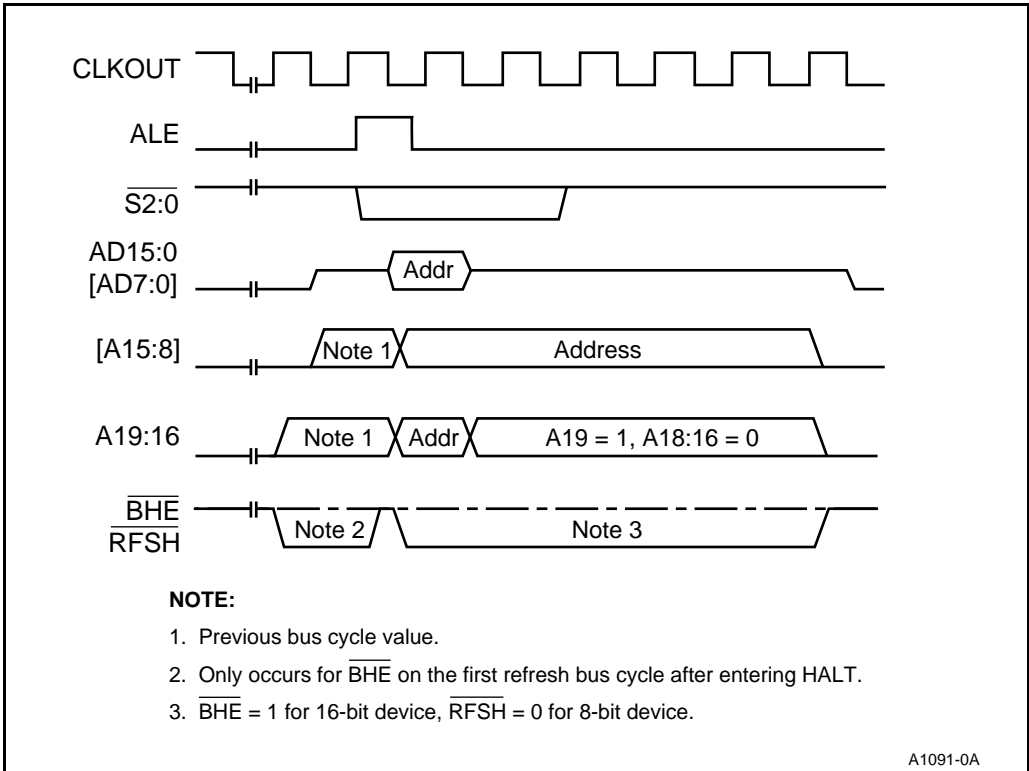 CLKOUT
ALE
S2:0
AD15:0
[AD7:0]
Addr
[A15:8]
Note 1
Address
A19:16
Note 1
Addr
A19 = 1, A18:16 = 0
BHE
RFSH
Note 2
Note 3
NOTE:
1. Previous bus cycle value.
2. Only occurs for BHE on the first refresh bus cycle after entering HALT.
3. BHE = 1 for 16-bit device, RFSH = 0 for 8-bit device.
A1091-0A